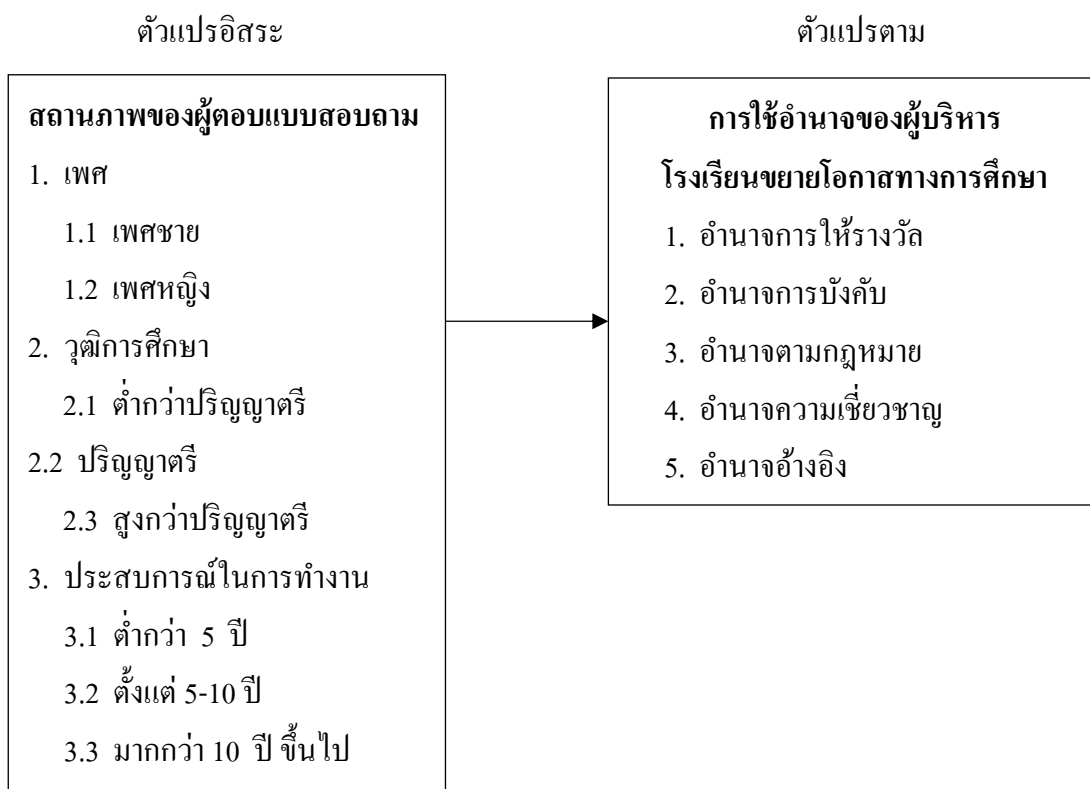 ตัวแปรอิสระ
ตัวแปรตาม
สถานภาพของผู้ตอบแบบสอบถาม
1. เพศ
1.1 เพศชาย
1.2 เพศหญิง
2. วุฒิการศึกษา
2.1 ต่ำกว่าปริญญาตรี
2.2 ปริญญาตรี
2.3 สูงกว่าปริญญาตรี
3. ประสบการณ์ในการทำงาน
3.1 ต่ำกว่า 5 ปี
3.2 ตั้งแต่ 5-10 ปี
3.3 มากกว่า 10 ปี ขึ้นไป
การใช้อำนาจของผู้บริหาร
โรงเรียนขยายโอกาสทางการศึกษา
1. อำนาจการให้รางวัล
2. อำนาจการบังคับ
3. อำนาจตามกฎหมาย
4. อำนาจความเชี่ยวชาญ
5. อำนาจอ้างอิง